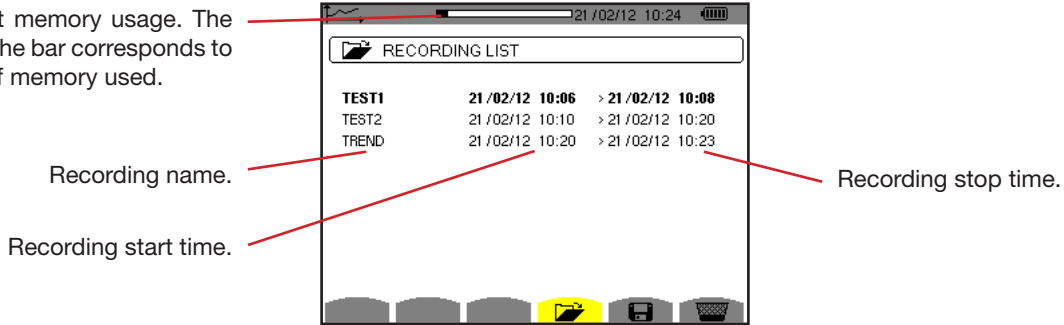 t memory usage. The
he bar corresponds to
f memory used.
21/02/12 10:24
RECORDING LIST
TEST1 21/02/12 10:06 > 21/02/12 10:08
TEST2 21/02/12 10:10 > 21/02/12 10:20
TREND 21/02/12 10:20 > 21/02/12 10:23
Recording name.
Recording stop time.
Recording start time.